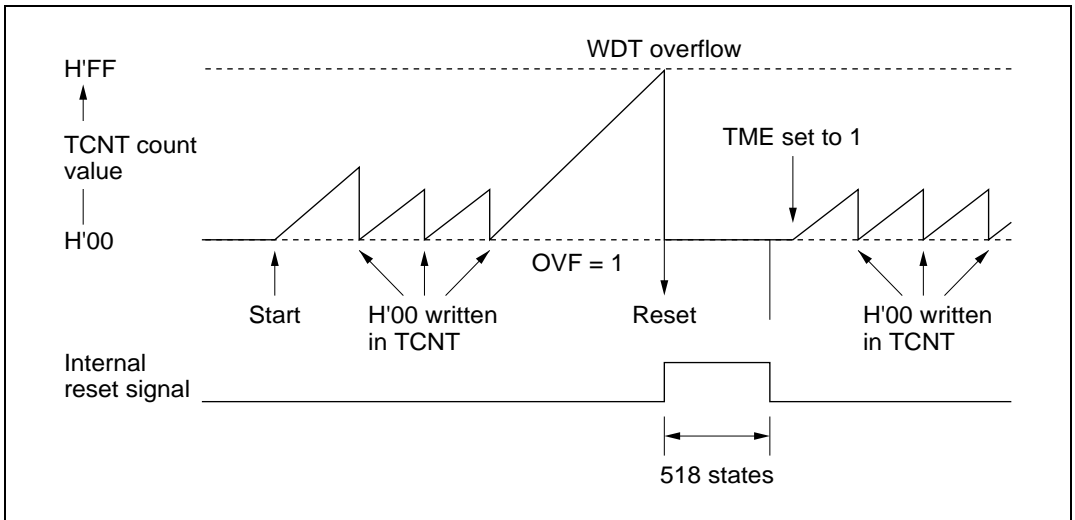 WDT overflow
H'FF
TCNT count
value
TME set to 1
H'00
OVF = 1
Start
H'00 written
in TCNT
Reset
H'00 written
in TCNT
Internal
reset signal
518 states